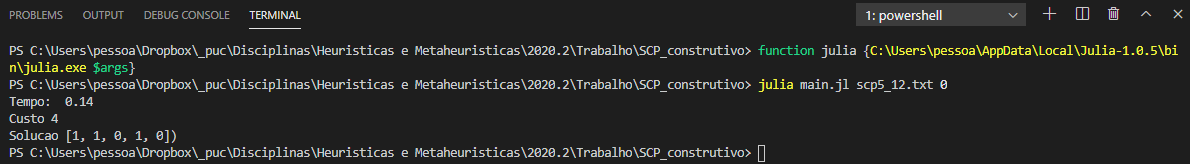 PROBLEMS OUTPUT DEBUG CONSOLE TERMINAL 1: powershell
PS C:\Users\pessoa\Dropbox\_puc\Disciplinas\Heuristicas e Metaheuristicas\2020.2\Trabalho\SCP_construtivo> function julia {C:\Users\pessoa\AppData\Local\Julia-1.0.5\bi
n\julia.exe $args}
PS C:\Users\pessoa\Dropbox\_puc\Disciplinas\Heuristicas e Metaheuristicas\2020.2\Trabalho\SCP_construtivo> julia main.jl scp5_12.txt 0
Tempo:  0.14
Custo 4
Solucao [1, 1, 0, 1, 0])
PS C:\Users\pessoa\Dropbox\_puc\Disciplinas\Heuristicas e Metaheuristicas\2020.2\Trabalho\SCP_construtivo>